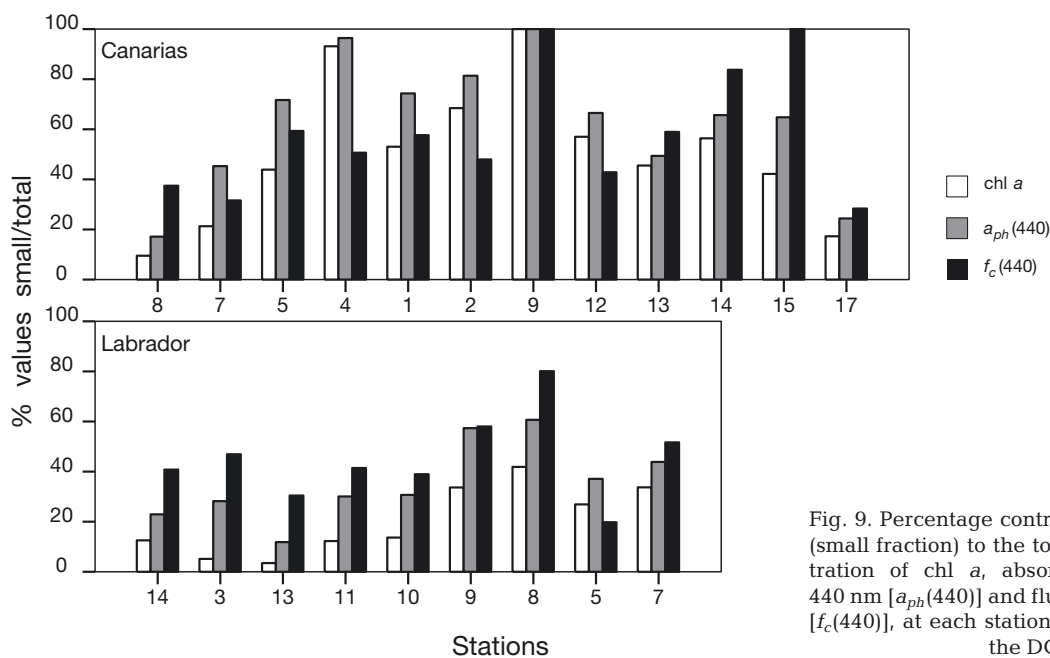 % values small/total
100
80
60
40
20
0
Canarias
8 7 5 4 1 2 9 12 13 14 15 17
chl a
aph(440)
fc(440)
100
80
60
40
20
0
Labrador
14 3 13 11 10 9 8 5 7
Stations
Fig. 9. Percentage contr
(small fraction) to the to
tration of chl a, absor
440 nm [aph(440)] and flu
[fc(440)], at each station
the DC